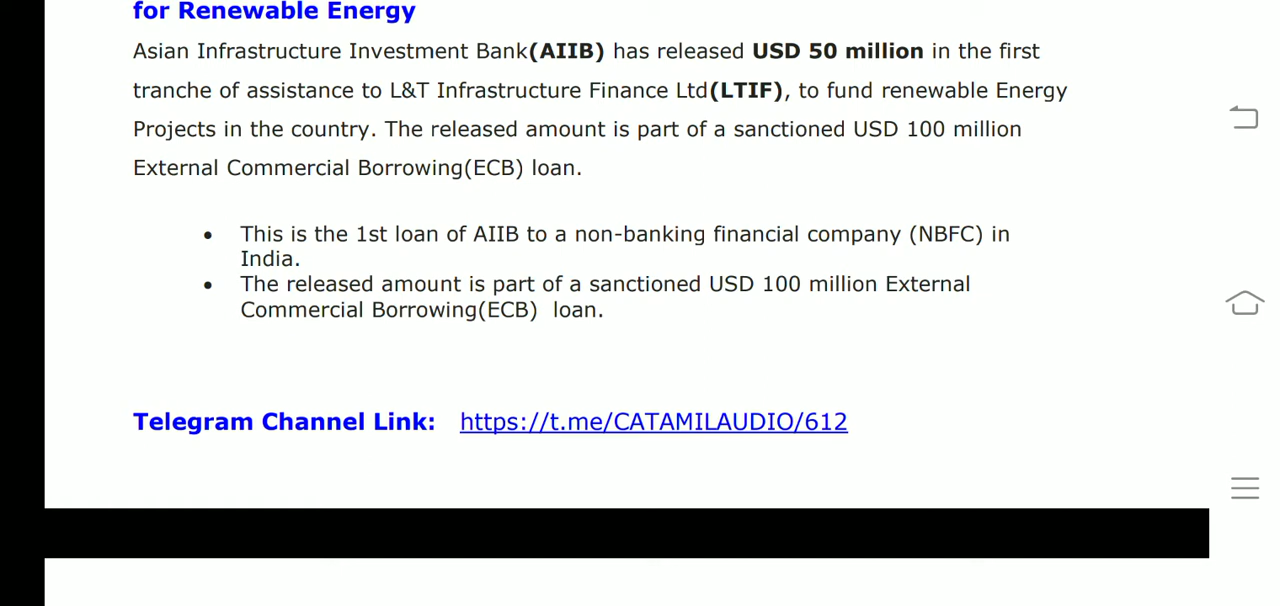 for Renewable Energy
Asian Infrastructure Investment Bank(AIIB) has released USD 50 million in the first
tranche of assistance to L&T Infrastructure Finance Ltd(LTIF), to fund renewable Energy
Projects in the country. The released amount is part of a sanctioned USD 100 million
External Commercial Borrowing(ECB) loan.
• This is the 1st loan of AIIB to a non-banking financial company (NBFC) in
India.
• The released amount is part of a sanctioned USD 100 million External
Commercial Borrowing(ECB) loan.
Telegram Channel Link: https://t.me/CATAMILAUDIO/612